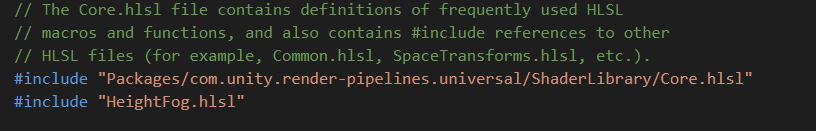 // The Core.hlsl file contains definitions of frequently used HLSL
// macros and functions, and also contains #include references to other
// HLSL files (for example, Common.hlsl, SpaceTransforms.hlsl, etc.).
#include "Packages/com.unity.render-pipelines.universal/ShaderLibrary/Core.hlsl"
#include "HeightFog.hlsl"